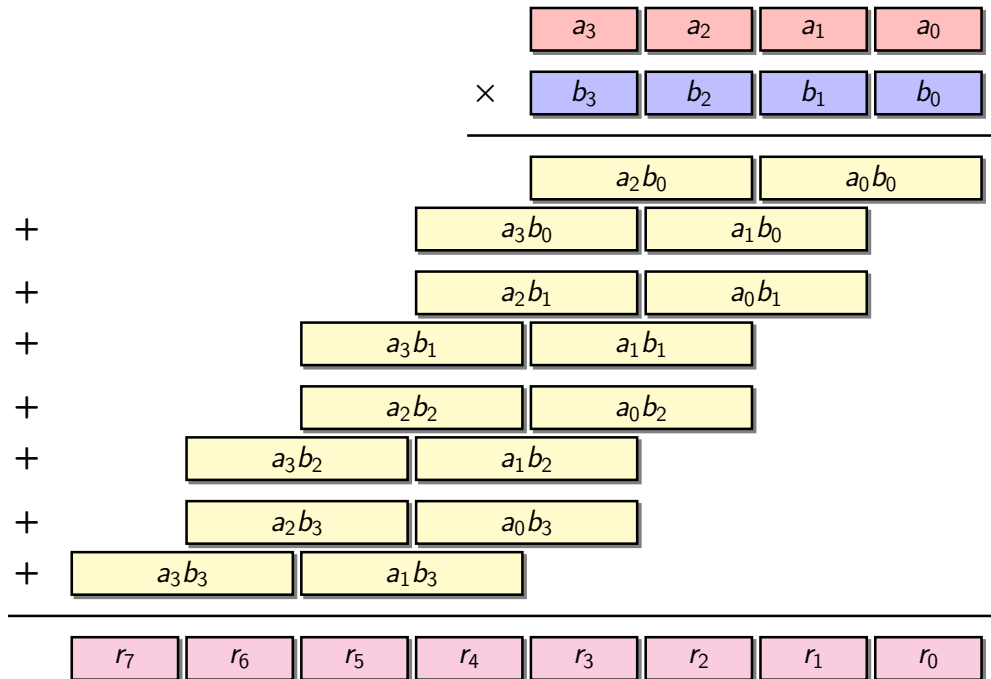 a₃ a₂ a₁ a₀
× b₃ b₂ b₁ b₀
a₂b₀ a₀b₀
+ a₃b₀ a₁b₀
+ a₂b₁ a₀b₁
+ a₃b₁ a₁b₁
+ a₂b₂ a₀b₂
+ a₃b₂ a₁b₂
+ a₂b₃ a₀b₃
+ a₃b₃ a₁b₃
r₇ r₆ r₅ r₄ r₃ r₂ r₁ r₀